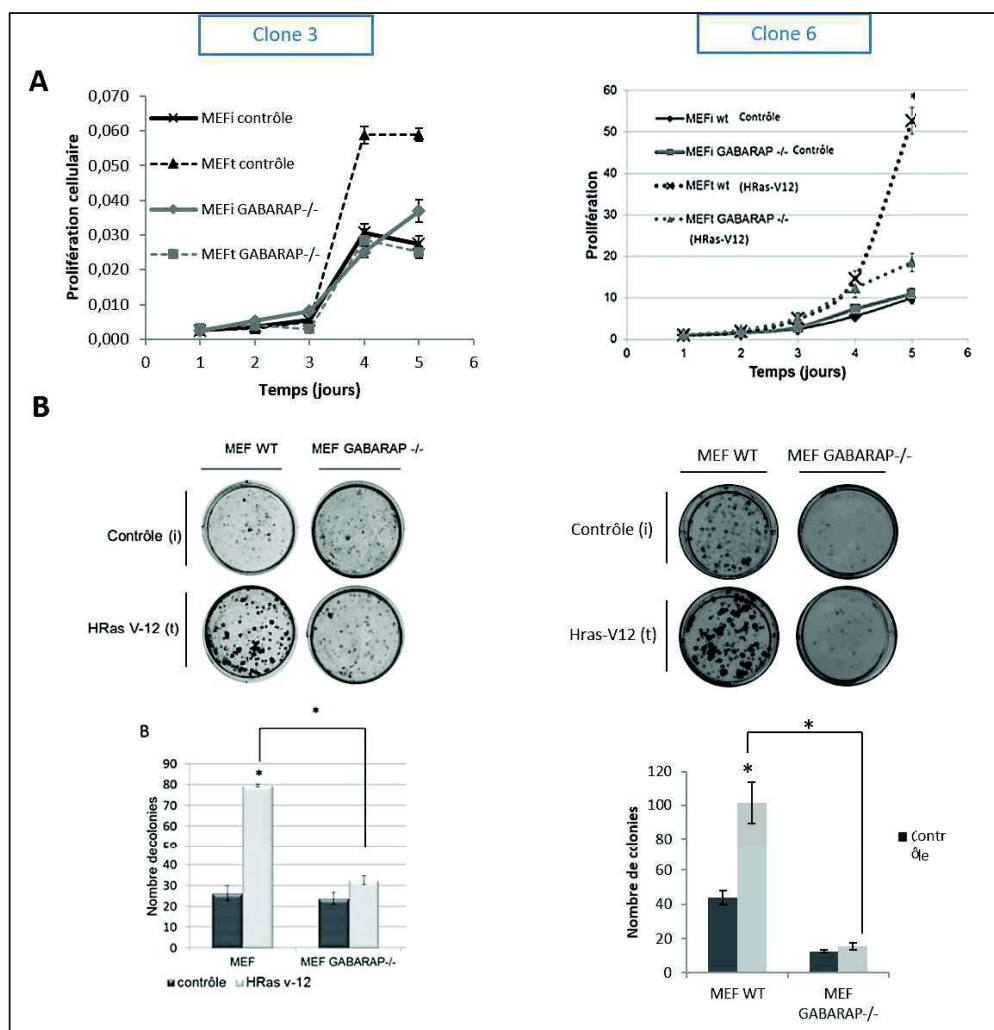 Clone 3
Clone 6
A
Prolifération cellulaire
0,070
0,060
0,050
0,040
0,030
0,020
0,010
0,000
MEFi contrôle
MEFt contrôle
MEFi GABARAP-/-
MEFt GABARAP-/-
0 1 2 3 4 5 6
Temps (jours)
Prolifération
60
50
40
30
20
10
0
*
MEFi wt Contrôle
MEFi GABARAP -/- Contrôle
MEFt wt (HRas-V12)
MEFt GABARAP -/-
(HRas-V12)
0 1 2 3 4 5 6
Temps (jours)
B
MEF WT MEF GABARAP -/-
Contrôle (i)
HRas V-12 (t)
MEF WT MEF GABARAP-/-
Contrôle (i)
Hras-V12 (t)
B
Nombre decolonies
90
80
70
60
50
40
30
20
10
0
*
*
MEF MEF GABARAP-/-
contrôle HRas v-12
Nombre de colonies
120
100
80
60
40
20
0
*
*
MEF WT MEF
GABARAP-/-
Contr
ôle